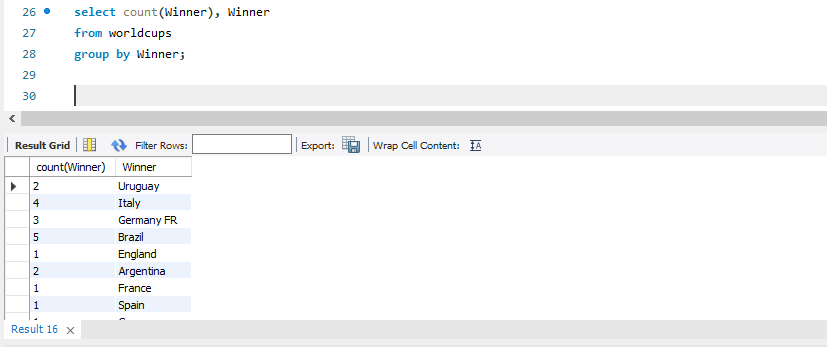 26 select count(Winner), Winner
27 from worldcups
28 group by Winner;
29
30
Result Grid Filter Rows: Export: Wrap Cell Content:
count(Winner) Winner
2 Uruguay
4 Italy
3 Germany FR
5 Brazil
1 England
2 Argentina
1 France
1 Spain
Result 16